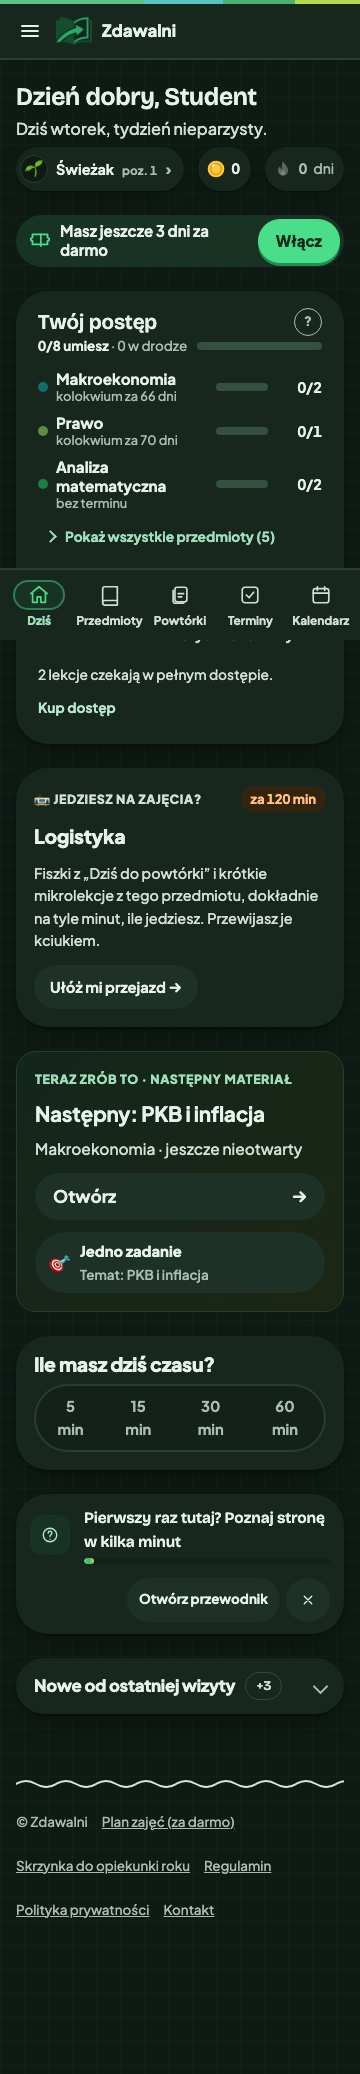 Zdawalni
Dzień dobry, Student
Dziś wtorek, tydzień nieparzysty.
Świeżak poz. 1 › 0 0 dni
Masz jeszcze 3 dni za
darmo
Włącz
Twój postęp ?
0/8 umiesz · 0 w drodze
Makroekonomia
kolokwium za 66 dni
0/2
Prawo
kolokwium za 70 dni
0/1
Analiza
matematyczna
bez terminu
0/2
Pokaż wszystkie przedmioty (5)
Dziś Przedmioty Powtórki Terminy Kalendarz
2 lekcje czekają w pełnym dostępie.
Kup dostęp
JEDZIESZ NA ZAJĘCIA? za 120 min
Logistyka
Fiszki z „Dziś do powtórki” i krótkie
mikrolekcje z tego przedmiotu, dokładnie
na tyle minut, ile jedziesz. Przewijasz je
kciukiem.
Ułóż mi przejazd →
TERAZ ZRÓB TO · NASTĘPNY MATERIAŁ
Następny: PKB i inflacja
Makroekonomia · jeszcze nieotwarty
Otwórz →
Jedno zadanie
Temat: PKB i inflacja
Ile masz dziś czasu?
5 15 30 60
min min min min
Pierwszy raz tutaj? Poznaj stronę
w kilka minut
Otwórz przewodnik
Nowe od ostatniej wizyty +3
© Zdawalni Plan zajęć (za darmo)
Skrzynka do opiekunki roku Regulamin
Polityka prywatności Kontakt